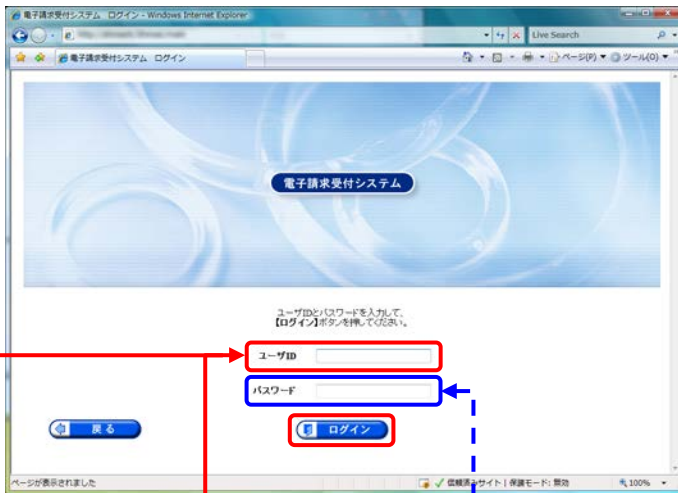 電子請求受付システム ログイン - Windows Internet Explorer
Live Search
電子請求受付システム ログイン
ページ(P) ツール(O)
電子請求受付システム
ユーザIDとパスワードを入力して、
【ログイン】ボタンを押してください。
ユーザID
パスワード
戻る
ログイン
ページが表示されました
信頼済みサイト | 保護モード: 無効
100%